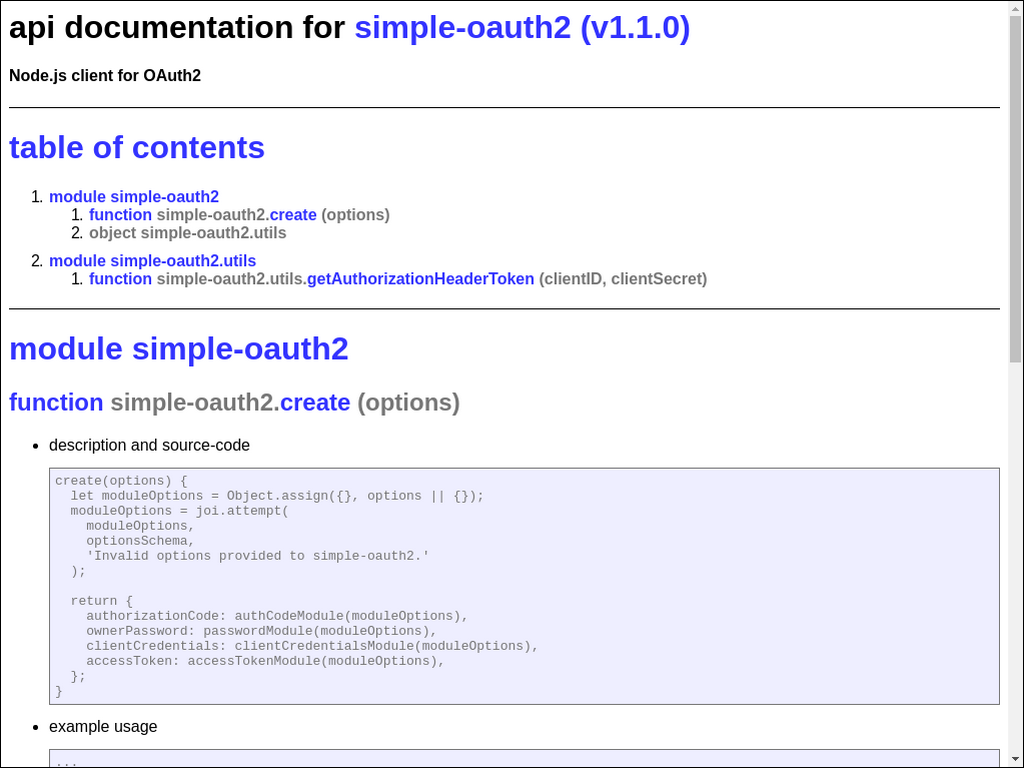 api documentation for simple-oauth2 (v1.1.0)
Node.js client for OAuth2
table of contents
1. module simple-oauth2
1. function simple-oauth2.create (options)
2. object simple-oauth2.utils
2. module simple-oauth2.utils
1. function simple-oauth2.utils.getAuthorizationHeaderToken (clientID, clientSecret)
module simple-oauth2
function simple-oauth2.create (options)
• description and source-code
create(options) {
  let moduleOptions = Object.assign({}, options || {});
  moduleOptions = joi.attempt(
    moduleOptions,
    optionsSchema,
    'Invalid options provided to simple-oauth2.'
  );
  return {
    authorizationCode: authCodeModule(moduleOptions),
    ownerPassword: passwordModule(moduleOptions),
    clientCredentials: clientCredentialsModule(moduleOptions),
    accessToken: accessTokenModule(moduleOptions),
  };
}
• example usage
...